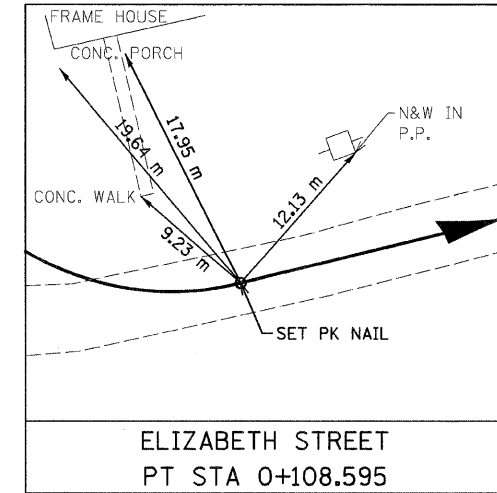 FRAME HOUSE
CONC. PORCH
N&W IN
P.P.
19.64 m
17.95 m
12.13 m
CONC. WALK
9.23 m
SET PK NAIL
ELIZABETH STREET
PT STA 0+108.595